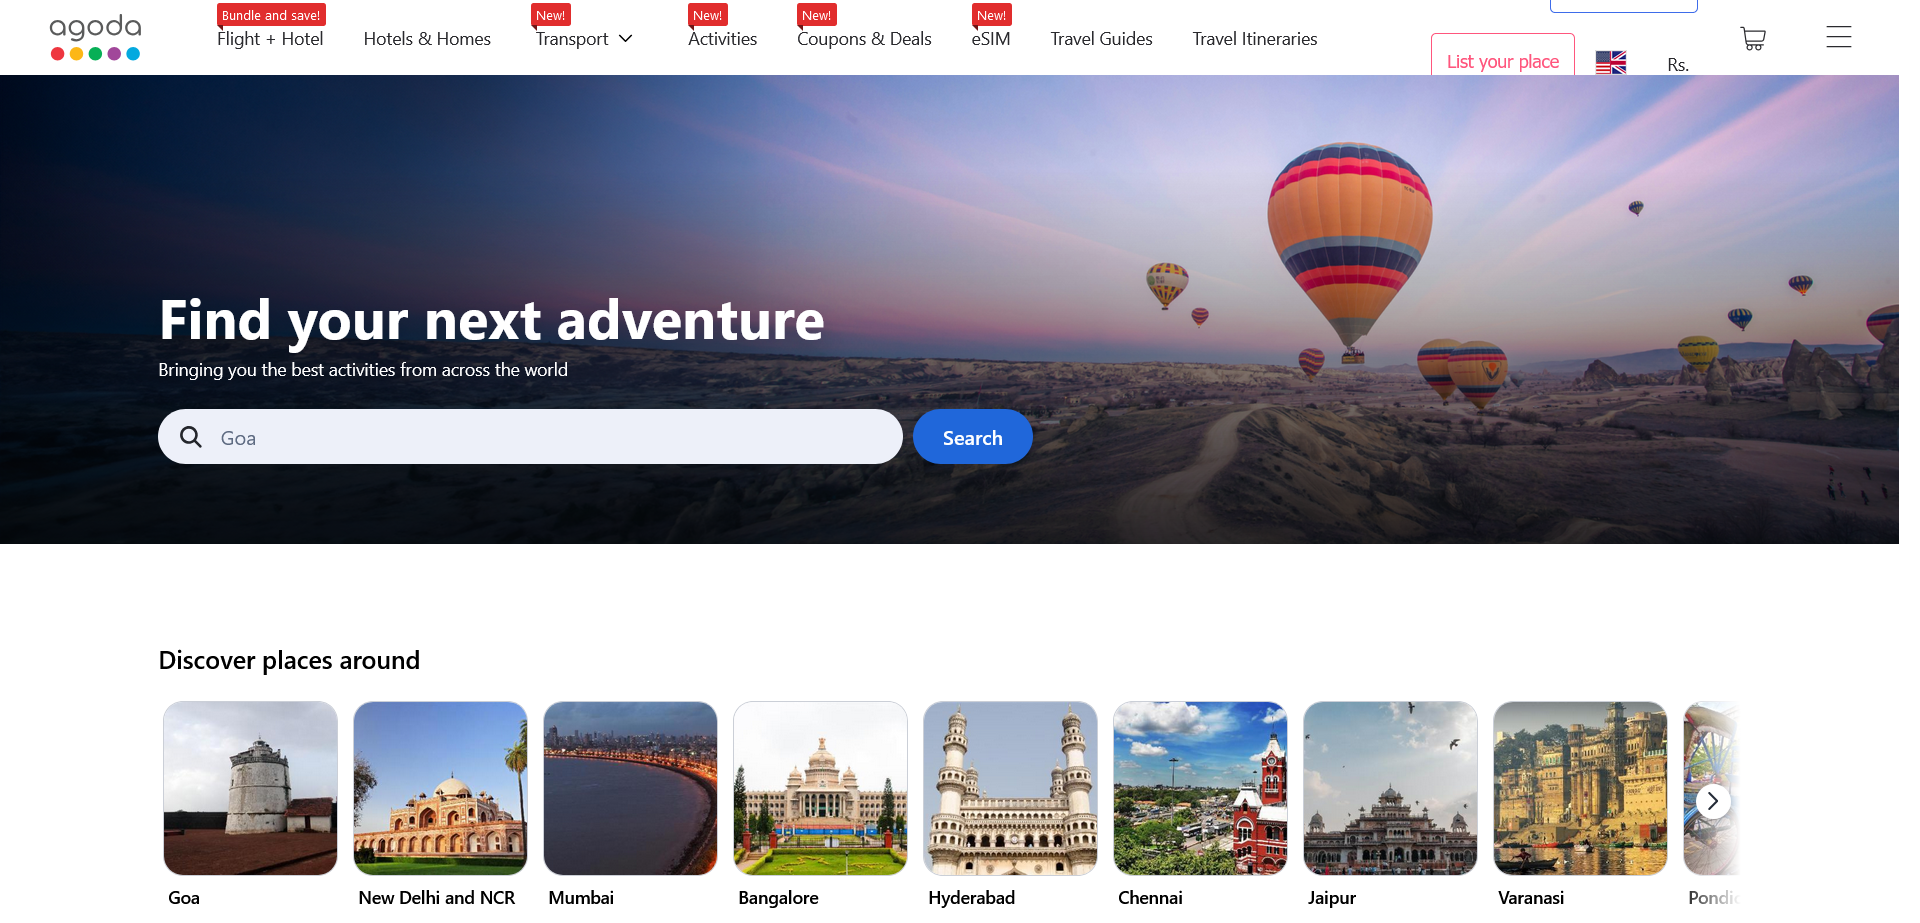 Bundle and save!
New!
New!
New!
New!
agoda
Flight + Hotel
Hotels & Homes
Transport
Activities
Coupons & Deals
eSIM
Travel Guides
Travel Itineraries
List your place
Rs.
Find your next adventure
Bringing you the best activities from across the world
Goa
Search
Discover places around
Goa
New Delhi and NCR
Mumbai
Bangalore
Hyderabad
Chennai
Jaipur
Varanasi